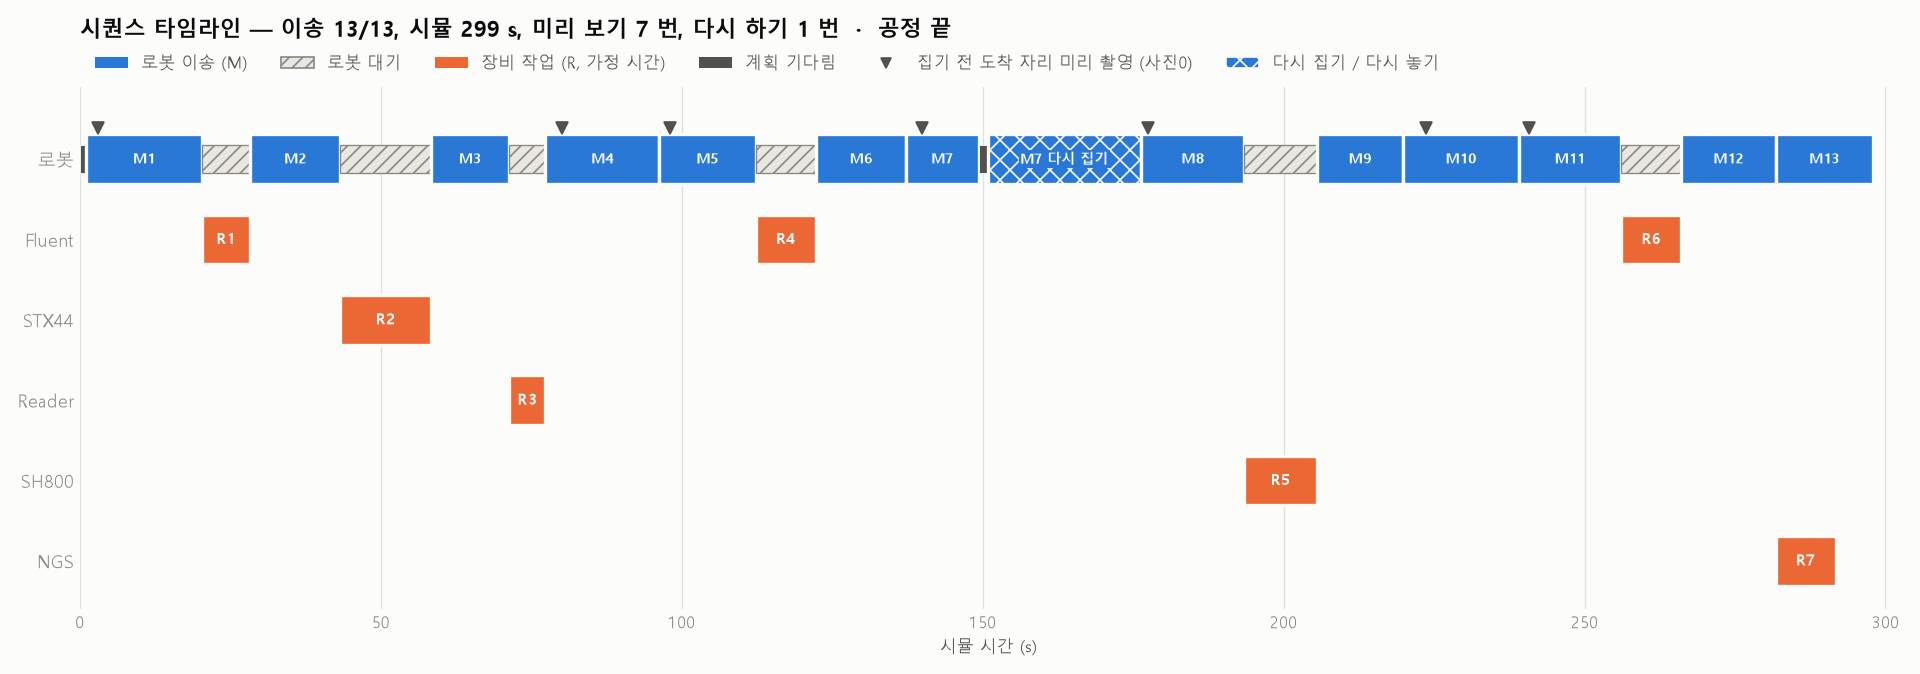 시퀀스 타임라인 — 이송 13/13, 시뮬 299 s, 미리 보기 7 번, 다시 하기 1 번 · 공정 끝
로봇 이송 (M) 로봇 대기 장비 작업 (R, 가정 시간) 계획 기다림 집기 전 도착 자리 미리 촬영 (사진0) 다시 집기 / 다시 놓기
로봇 M1 M2 M3 M4 M5 M6 M7 M7 다시 집기 M8 M9 M10 M11 M12 M13
Fluent R1 R4 R6
STX44 R2
Reader R3
SH800 R5
NGS R7
0 50 100 150 200 250 300
시뮬 시간 (s)